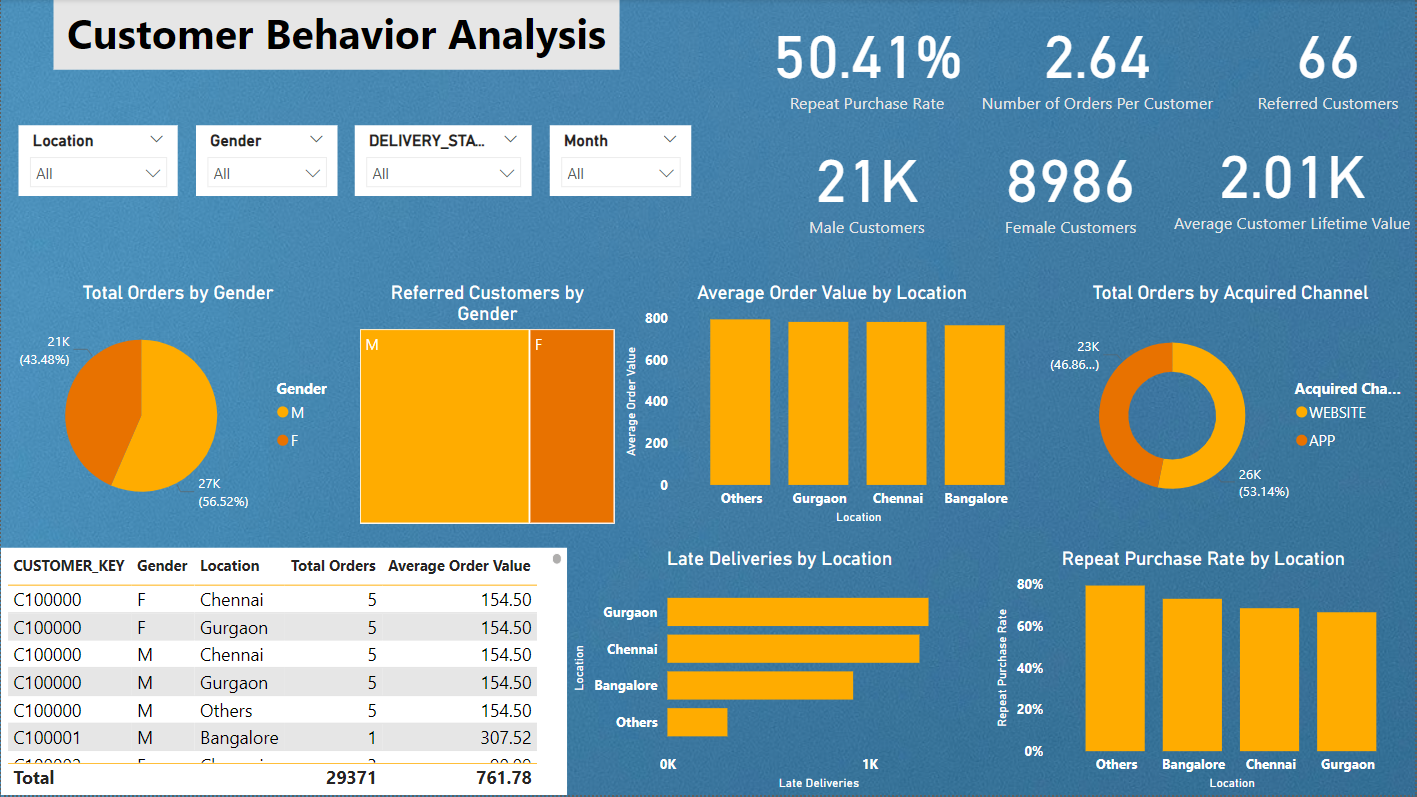 Customer Behavior Analysis
50.41%
Repeat Purchase Rate
2.64
Number of Orders Per Customer
66
Referred Customers
Location
All
Gender
All
DELIVERY_STA...
All
Month
All
21K
Male Customers
8986
Female Customers
2.01K
Average Customer Lifetime Value
Total Orders by Gender
21K
(43.48%)
27K
(56.52%)
Gender
M
F
Referred Customers by
Gender
M
F
Average Order Value by Location
Average Order Value
800
600
400
200
0
Others
Gurgaon
Chennai
Bangalore
Location
Total Orders by Acquired Channel
23K
(46.86...)
26K
(53.14%)
Acquired Cha...
WEBSITE
APP
CUSTOMER_KEY Gender Location Total Orders Average Order Value
C100000 F Chennai 5 154.50
C100000 F Gurgaon 5 154.50
C100000 M Chennai 5 154.50
C100000 M Gurgaon 5 154.50
C100000 M Others 5 154.50
C100001 M Bangalore 1 307.52
Total 29371 761.78
Late Deliveries by Location
Location
Gurgaon
Chennai
Bangalore
Others
0K
1K
Late Deliveries
Repeat Purchase Rate by Location
Repeat Purchase Rate
80%
60%
40%
20%
0%
Others
Bangalore
Chennai
Gurgaon
Location